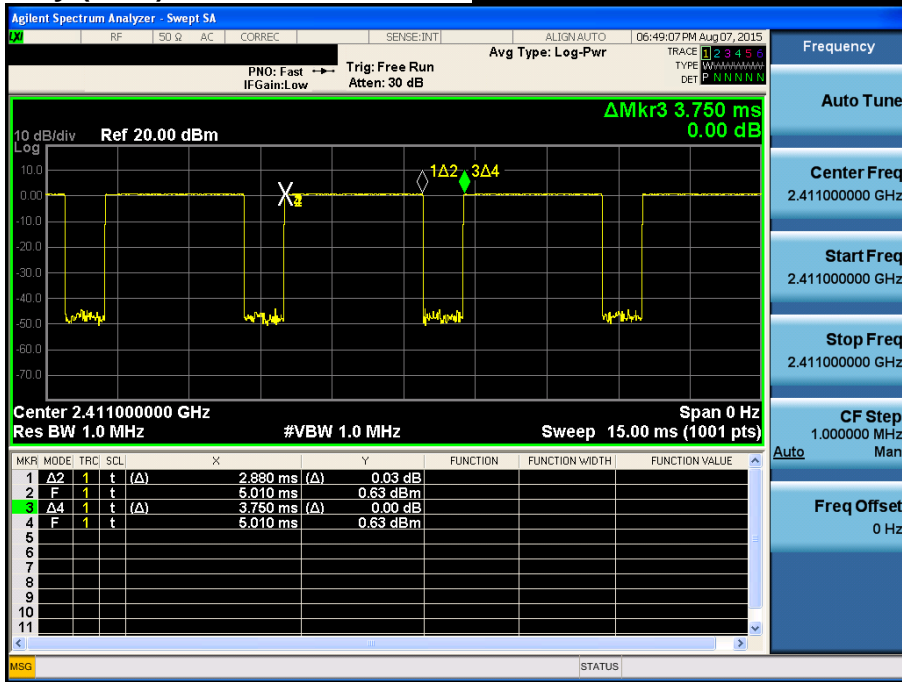 Agilent Spectrum Analyzer - Swept SA
LXI RF 50 Ω AC CORREC SENSE:INT ALIGN AUTO 06:49:07 PM Aug 07, 2015
Frequency
Avg Type: Log-Pwr TRACE 1 2 3 4 5 6
PNO: Fast Trig: Free Run TYPE
IFGain:Low Atten: 30 dB DET P N N N N N
Auto Tune
ΔMkr3 3.750 ms
10 dB/div Ref 20.00 dBm 0.00 dB
Log
10.0
1Δ2 3Δ4
0.00
-10.0
-20.0
-30.0
-40.0
-50.0
-60.0
-70.0
Center Freq
2.411000000 GHz
Start Freq
2.411000000 GHz
Stop Freq
2.411000000 GHz
Center 2.411000000 GHz Span 0 Hz
Res BW 1.0 MHz #VBW 1.0 MHz Sweep 15.00 ms (1001 pts)
CF Step
1.000000 MHz
Auto Man
Freq Offset
0 Hz
MKR MODE TRC SCL X Y FUNCTION FUNCTION WIDTH FUNCTION VALUE
1 Δ2 1 t (Δ) 2.880 ms (Δ) 0.03 dB
2 F 1 t 5.010 ms 0.63 dBm
3 Δ4 1 t (Δ) 3.750 ms (Δ) 0.00 dB
4 F 1 t 5.010 ms 0.63 dBm
5
6
7
8
9
10
11
MSG STATUS